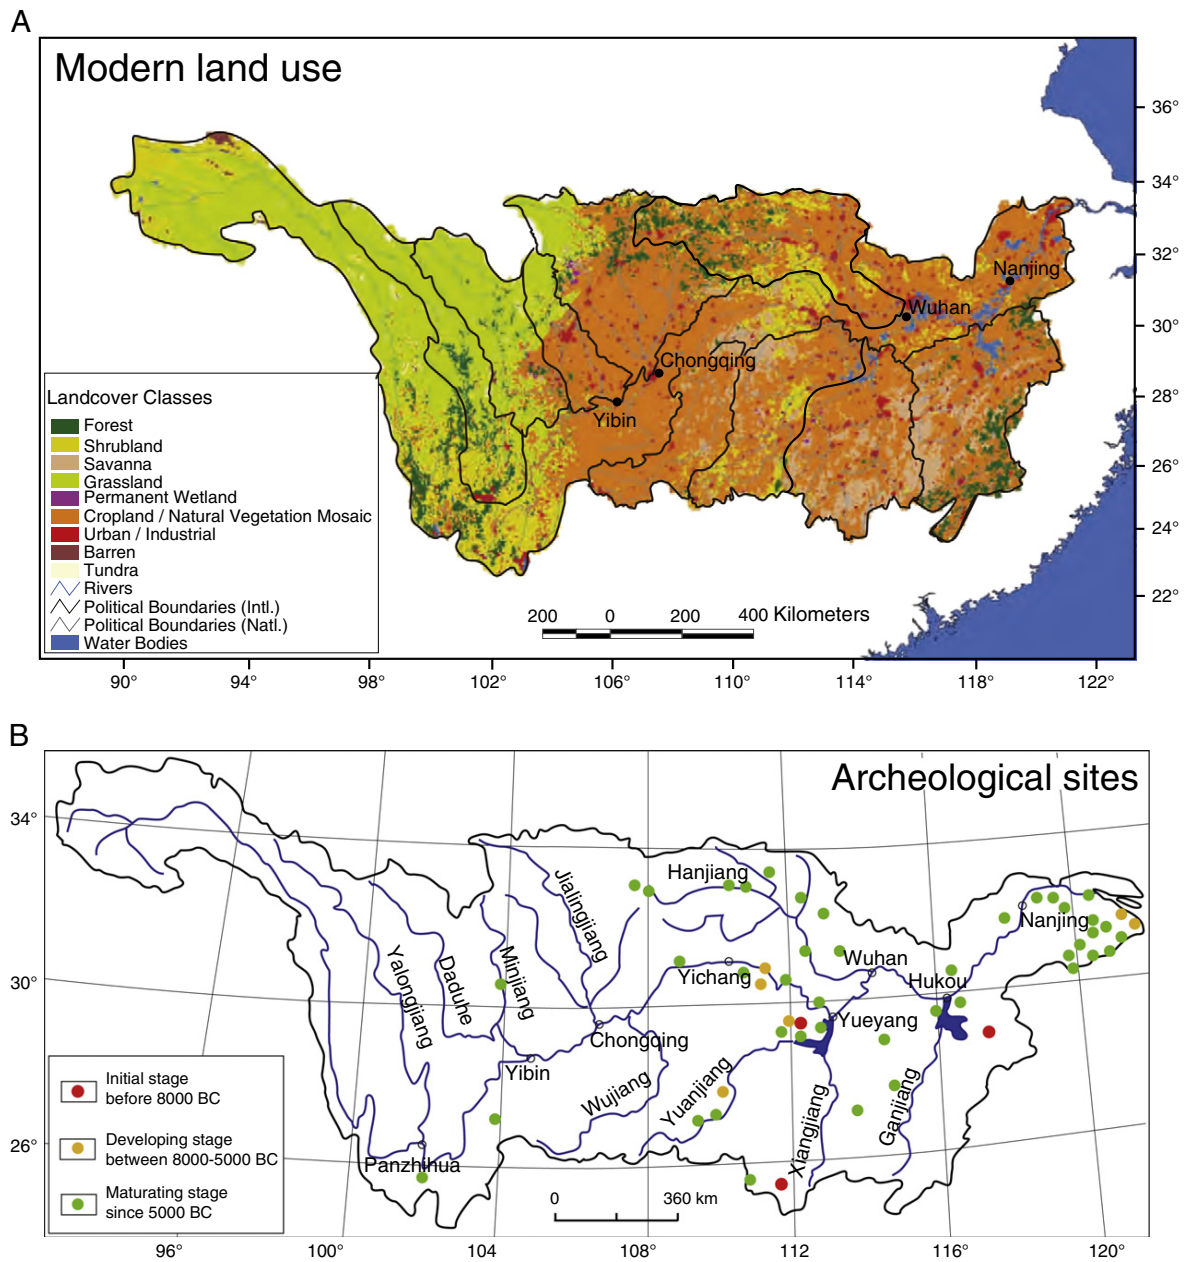 A
Modern land use
36°
34°
32°
30°
28°
26°
24°
22°
Nanjing
Wuhan
Chongqing
Yibin
Landcover Classes
Forest
Shrubland
Savanna
Grassland
Permanent Wetland
Cropland / Natural Vegetation Mosaic
Urban / Industrial
Barren
Tundra
Rivers
Political Boundaries (Intl.)
Political Boundaries (Natl.)
Water Bodies
200 0 200 400 Kilometers
90° 94° 98° 102° 106° 110° 114° 118° 122°
B
Archeological sites
34°
30°
26°
Hanjiang
Jialingjiang
Nanjing
Yalongjiang
Daduhe
Minjiang
Yichang
Wuhan
Hukou
Yueyang
Chongqing
Yibin
Wujiang
Yuanjiang
Xiangjiang
Ganjiang
Panzhihua
Initial stage
before 8000 BC
Developing stage
between 8000-5000 BC
Maturating stage
since 5000 BC
0 360 km
96° 100° 104 108° 112 116° 120°